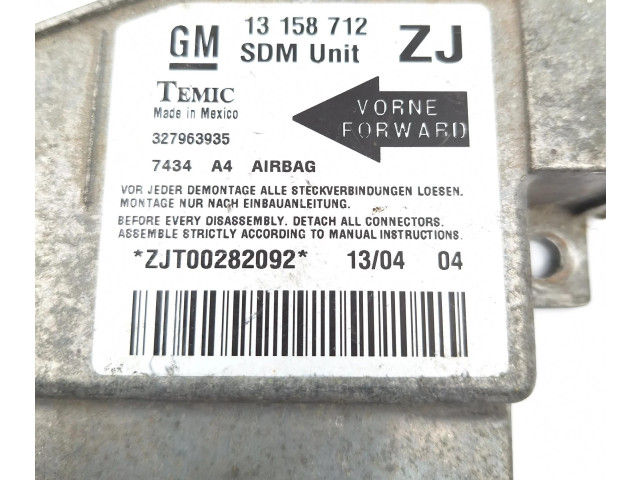 GM 13 158 712 ZJ
SDM Unit
TEMIC
Made in Mexico
VORNE
FORWARD
327963935
7434 A4 AIRBAG
VOR JEDER DEMONTAGE ALLE STECKVERBINDUNGEN LOESEN.
MONTAGE NUR NACH EINBAUANLEITUNG.
BEFORE EVERY DISASSEMBLY. DETACH ALL CONNECTORS.
ASSEMBLE STRICTLY ACCORDING TO MANUAL INSTRUCTIONS.
*ZJT00282092* 13/04 04